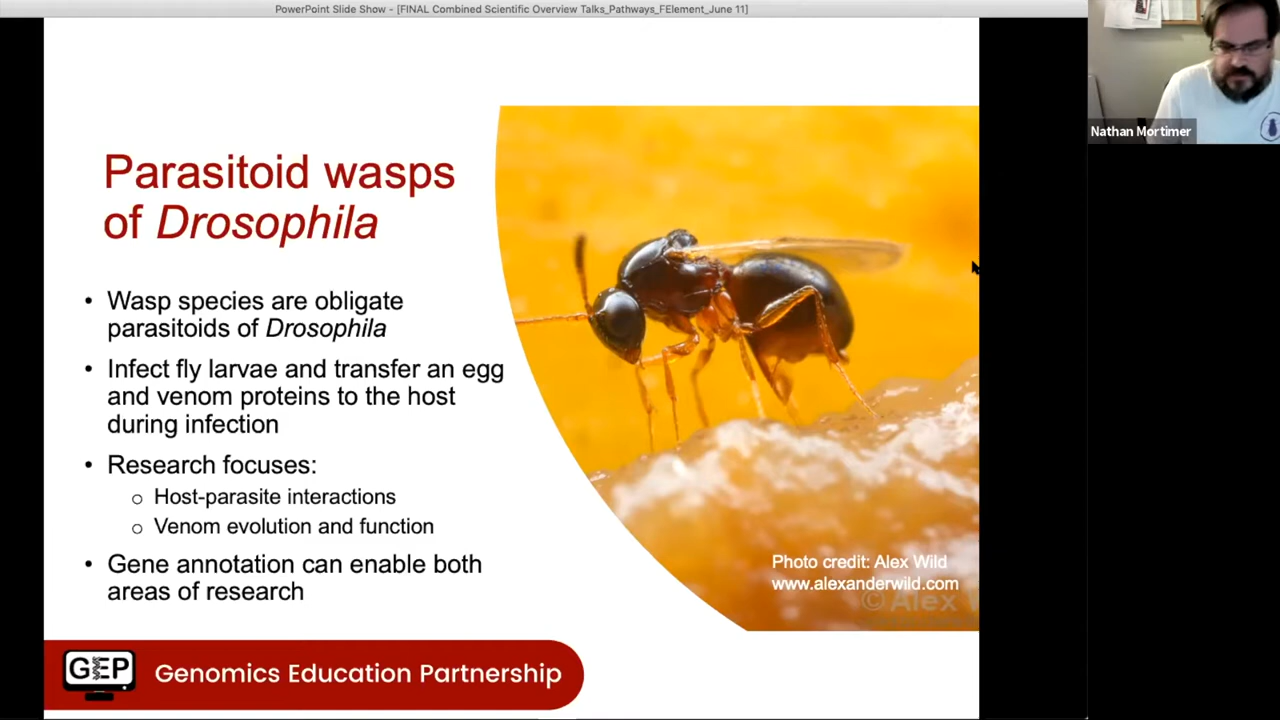 PowerPoint Slide Show - [FINAL Combined Scientific Overview Talks_Pathways_FElement_June 11]
Nathan Mortimer
Parasitoid wasps
of Drosophila
• Wasp species are obligate
parasitoids of Drosophila
• Infect fly larvae and transfer an egg
and venom proteins to the host
during infection
• Research focuses:
o Host-parasite interactions
o Venom evolution and function
• Gene annotation can enable both
areas of research
Photo credit: Alex Wild
www.alexanderwild.com
© Alex
GEP
Genomics Education Partnership